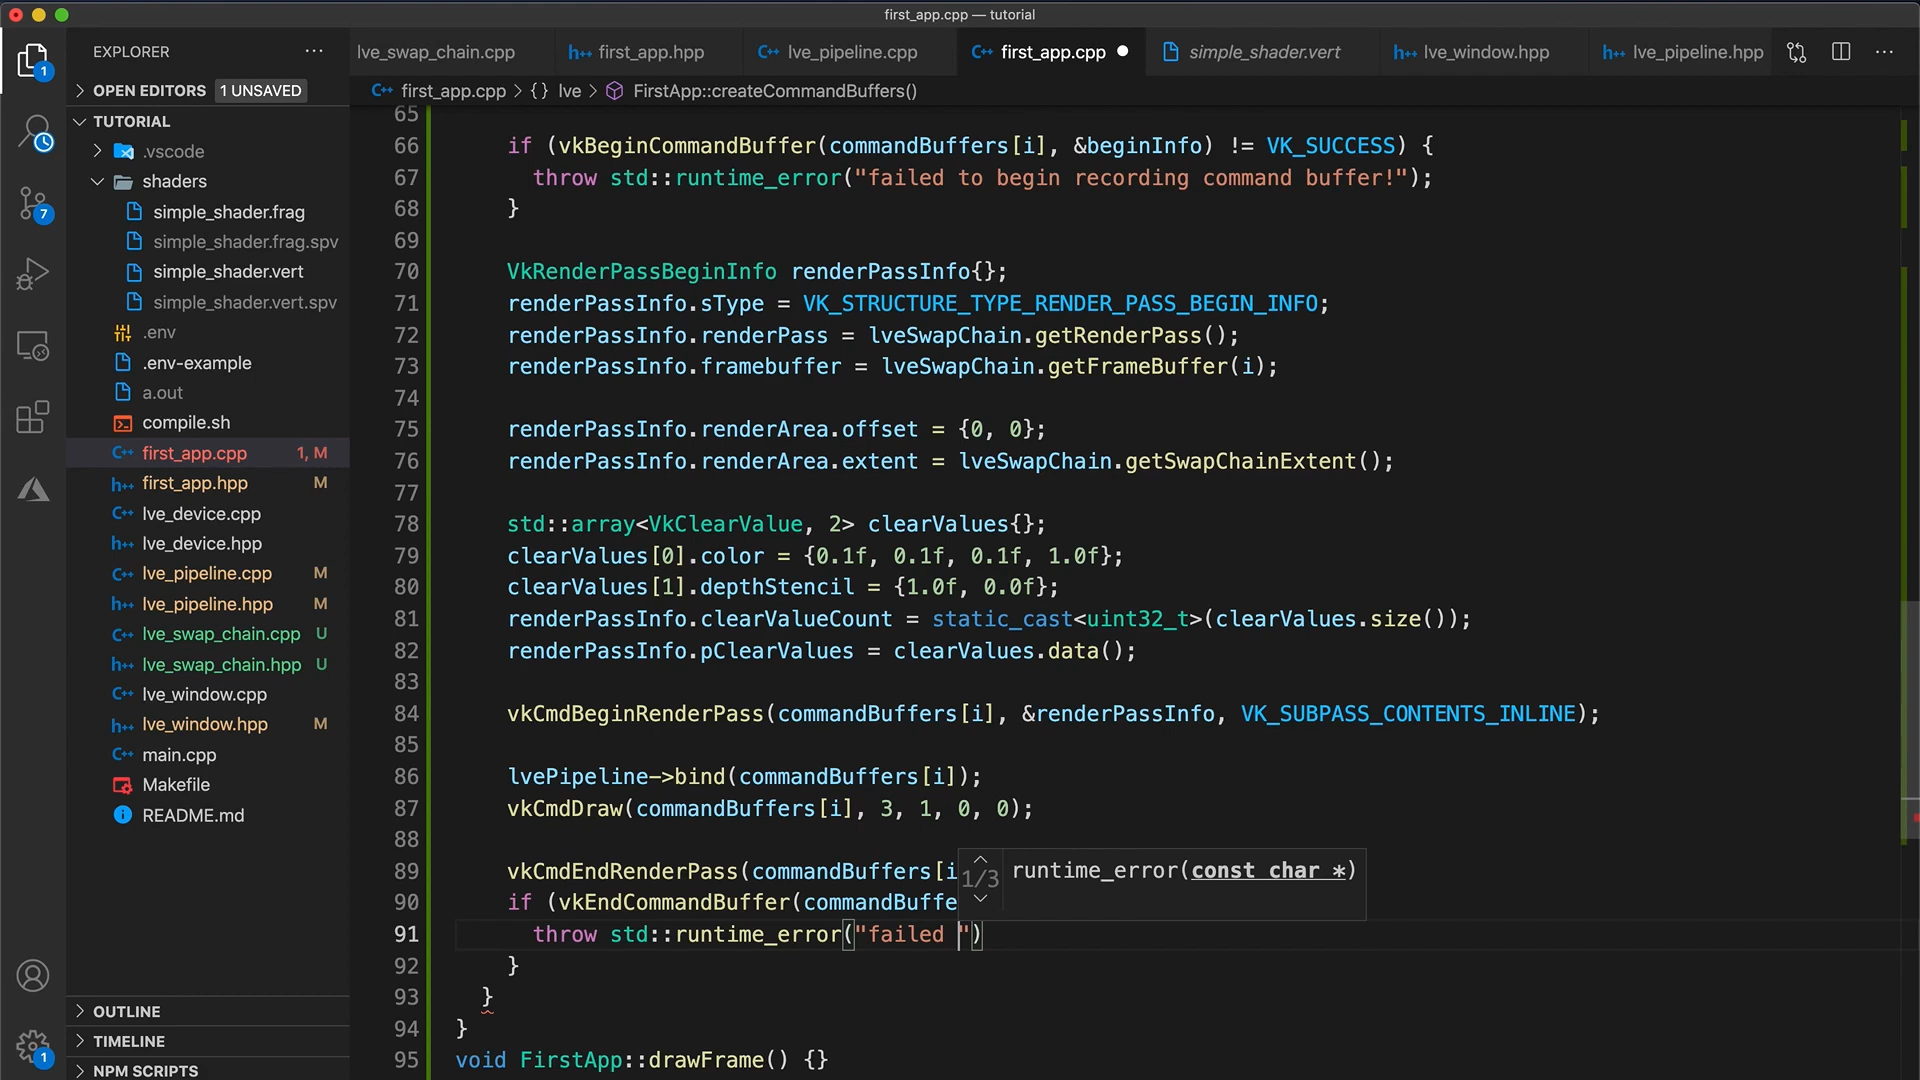 first_app.cpp — tutorial
EXPLORER
lve_swap_chain.cpp
first_app.hpp
lve_pipeline.cpp
first_app.cpp
simple_shader.vert
lve_window.hpp
lve_pipeline.hpp
OPEN EDITORS 1 UNSAVED
first_app.cpp > {} lve > FirstApp::createCommandBuffers()
TUTORIAL
.vscode
shaders
simple_shader.frag
simple_shader.frag.spv
simple_shader.vert
simple_shader.vert.spv
.env
.env-example
a.out
compile.sh
first_app.cpp 1, M
first_app.hpp M
lve_device.cpp
lve_device.hpp
lve_pipeline.cpp M
lve_pipeline.hpp M
lve_swap_chain.cpp U
lve_swap_chain.hpp U
lve_window.cpp
lve_window.hpp M
main.cpp
Makefile
README.md
OUTLINE
TIMELINE
NPM SCRIPTS
1
7
1
65
66 if (vkBeginCommandBuffer(commandBuffers[i], &beginInfo) != VK_SUCCESS) {
67 throw std::runtime_error("failed to begin recording command buffer!");
68 }
69
70 VkRenderPassBeginInfo renderPassInfo{};
71 renderPassInfo.sType = VK_STRUCTURE_TYPE_RENDER_PASS_BEGIN_INFO;
72 renderPassInfo.renderPass = lveSwapChain.getRenderPass();
73 renderPassInfo.framebuffer = lveSwapChain.getFrameBuffer(i);
74
75 renderPassInfo.renderArea.offset = {0, 0};
76 renderPassInfo.renderArea.extent = lveSwapChain.getSwapChainExtent();
77
78 std::array<VkClearValue, 2> clearValues{};
79 clearValues[0].color = {0.1f, 0.1f, 0.1f, 1.0f};
80 clearValues[1].depthStencil = {1.0f, 0.0f};
81 renderPassInfo.clearValueCount = static_cast<uint32_t>(clearValues.size());
82 renderPassInfo.pClearValues = clearValues.data();
83
84 vkCmdBeginRenderPass(commandBuffers[i], &renderPassInfo, VK_SUBPASS_CONTENTS_INLINE);
85
86 lvePipeline->bind(commandBuffers[i]);
87 vkCmdDraw(commandBuffers[i], 3, 1, 0, 0);
88
89 vkCmdEndRenderPass(commandBuffers[i
1/3 runtime_error(const char *)
90 if (vkEndCommandBuffer(commandBuffe
91 throw std::runtime_error("failed ")
92 }
93 }
94 }
95 void FirstApp::drawFrame() {}